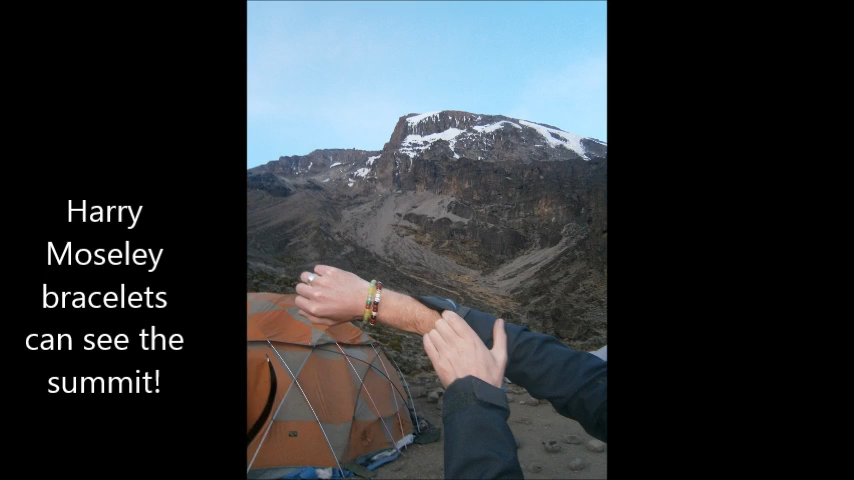 Harry
Moseley
bracelets
can see the
summit!